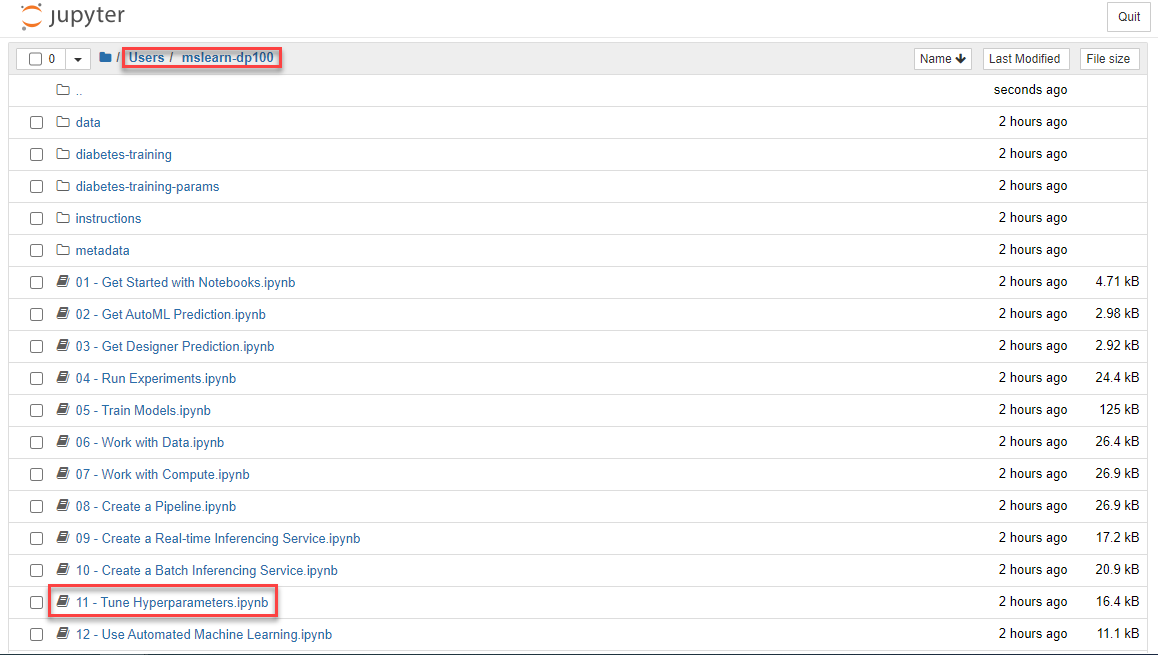 jupyter Quit
0 / Users / mslearn-dp100 Name Last Modified File size
.. seconds ago
data 2 hours ago
diabetes-training 2 hours ago
diabetes-training-params 2 hours ago
instructions 2 hours ago
metadata 2 hours ago
01 - Get Started with Notebooks.ipynb 2 hours ago 4.71 kB
02 - Get AutoML Prediction.ipynb 2 hours ago 2.98 kB
03 - Get Designer Prediction.ipynb 2 hours ago 2.92 kB
04 - Run Experiments.ipynb 2 hours ago 24.4 kB
05 - Train Models.ipynb 2 hours ago 125 kB
06 - Work with Data.ipynb 2 hours ago 26.4 kB
07 - Work with Compute.ipynb 2 hours ago 26.9 kB
08 - Create a Pipeline.ipynb 2 hours ago 26.9 kB
09 - Create a Real-time Inferencing Service.ipynb 2 hours ago 17.2 kB
10 - Create a Batch Inferencing Service.ipynb 2 hours ago 20.9 kB
11 - Tune Hyperparameters.ipynb 2 hours ago 16.4 kB
12 - Use Automated Machine Learning.ipynb 2 hours ago 11.1 kB